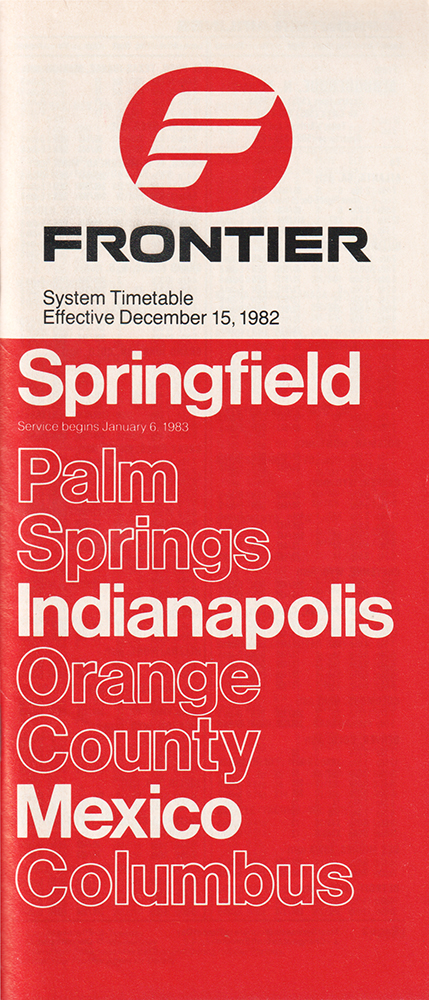 FRONTIER
System Timetable
Effective December 15, 1982
Springfield
Service begins January 6, 1983
Palm
Springs
Indianapolis
Orange
County
Mexico
Columbus